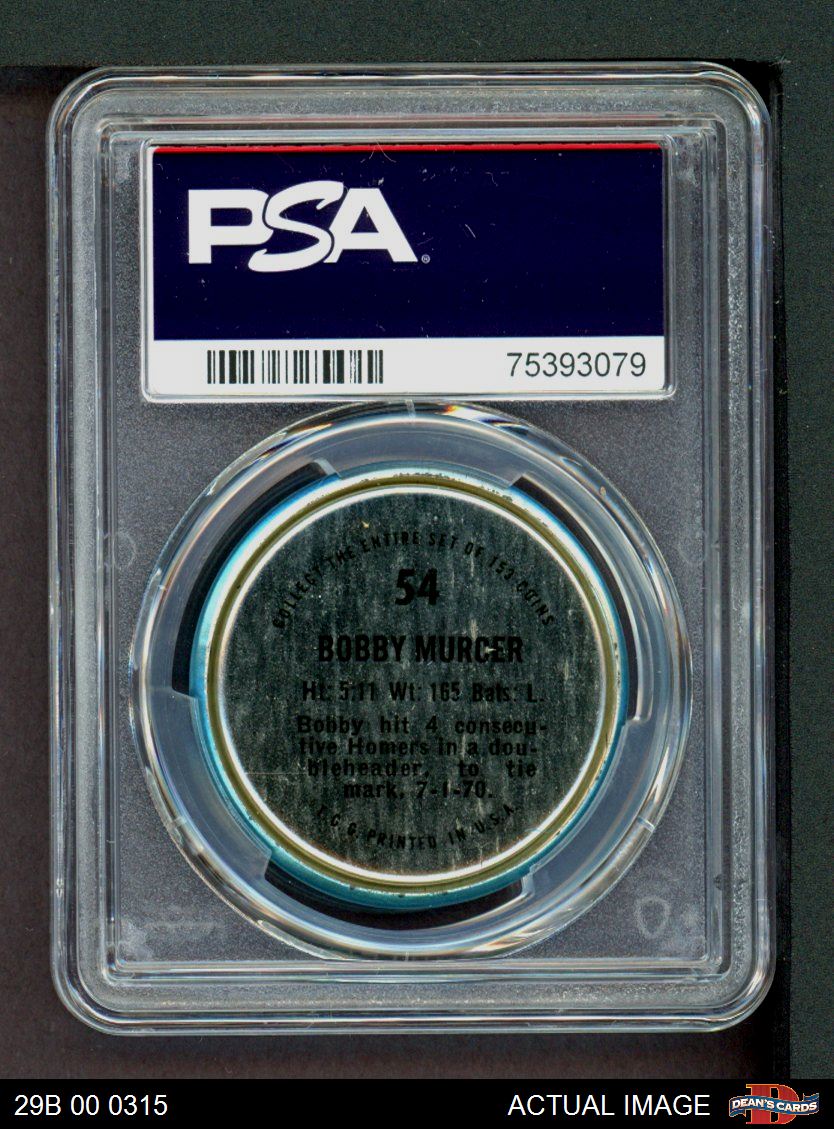 PSA®
75393079
COLLECT THE ENTIRE SET OF 153 COINS
54
BOBBY MURCER
Ht: 5:11 Wt: 165 Bats: L.
Bobby hit 4 consecu-
tive Homers in a dou-
bleheader, to tie
mark. 7-1-70.
T. C. G. PRINTED IN U.S.A.
29B 00 0315
ACTUAL IMAGE
DEAN'S CARDS